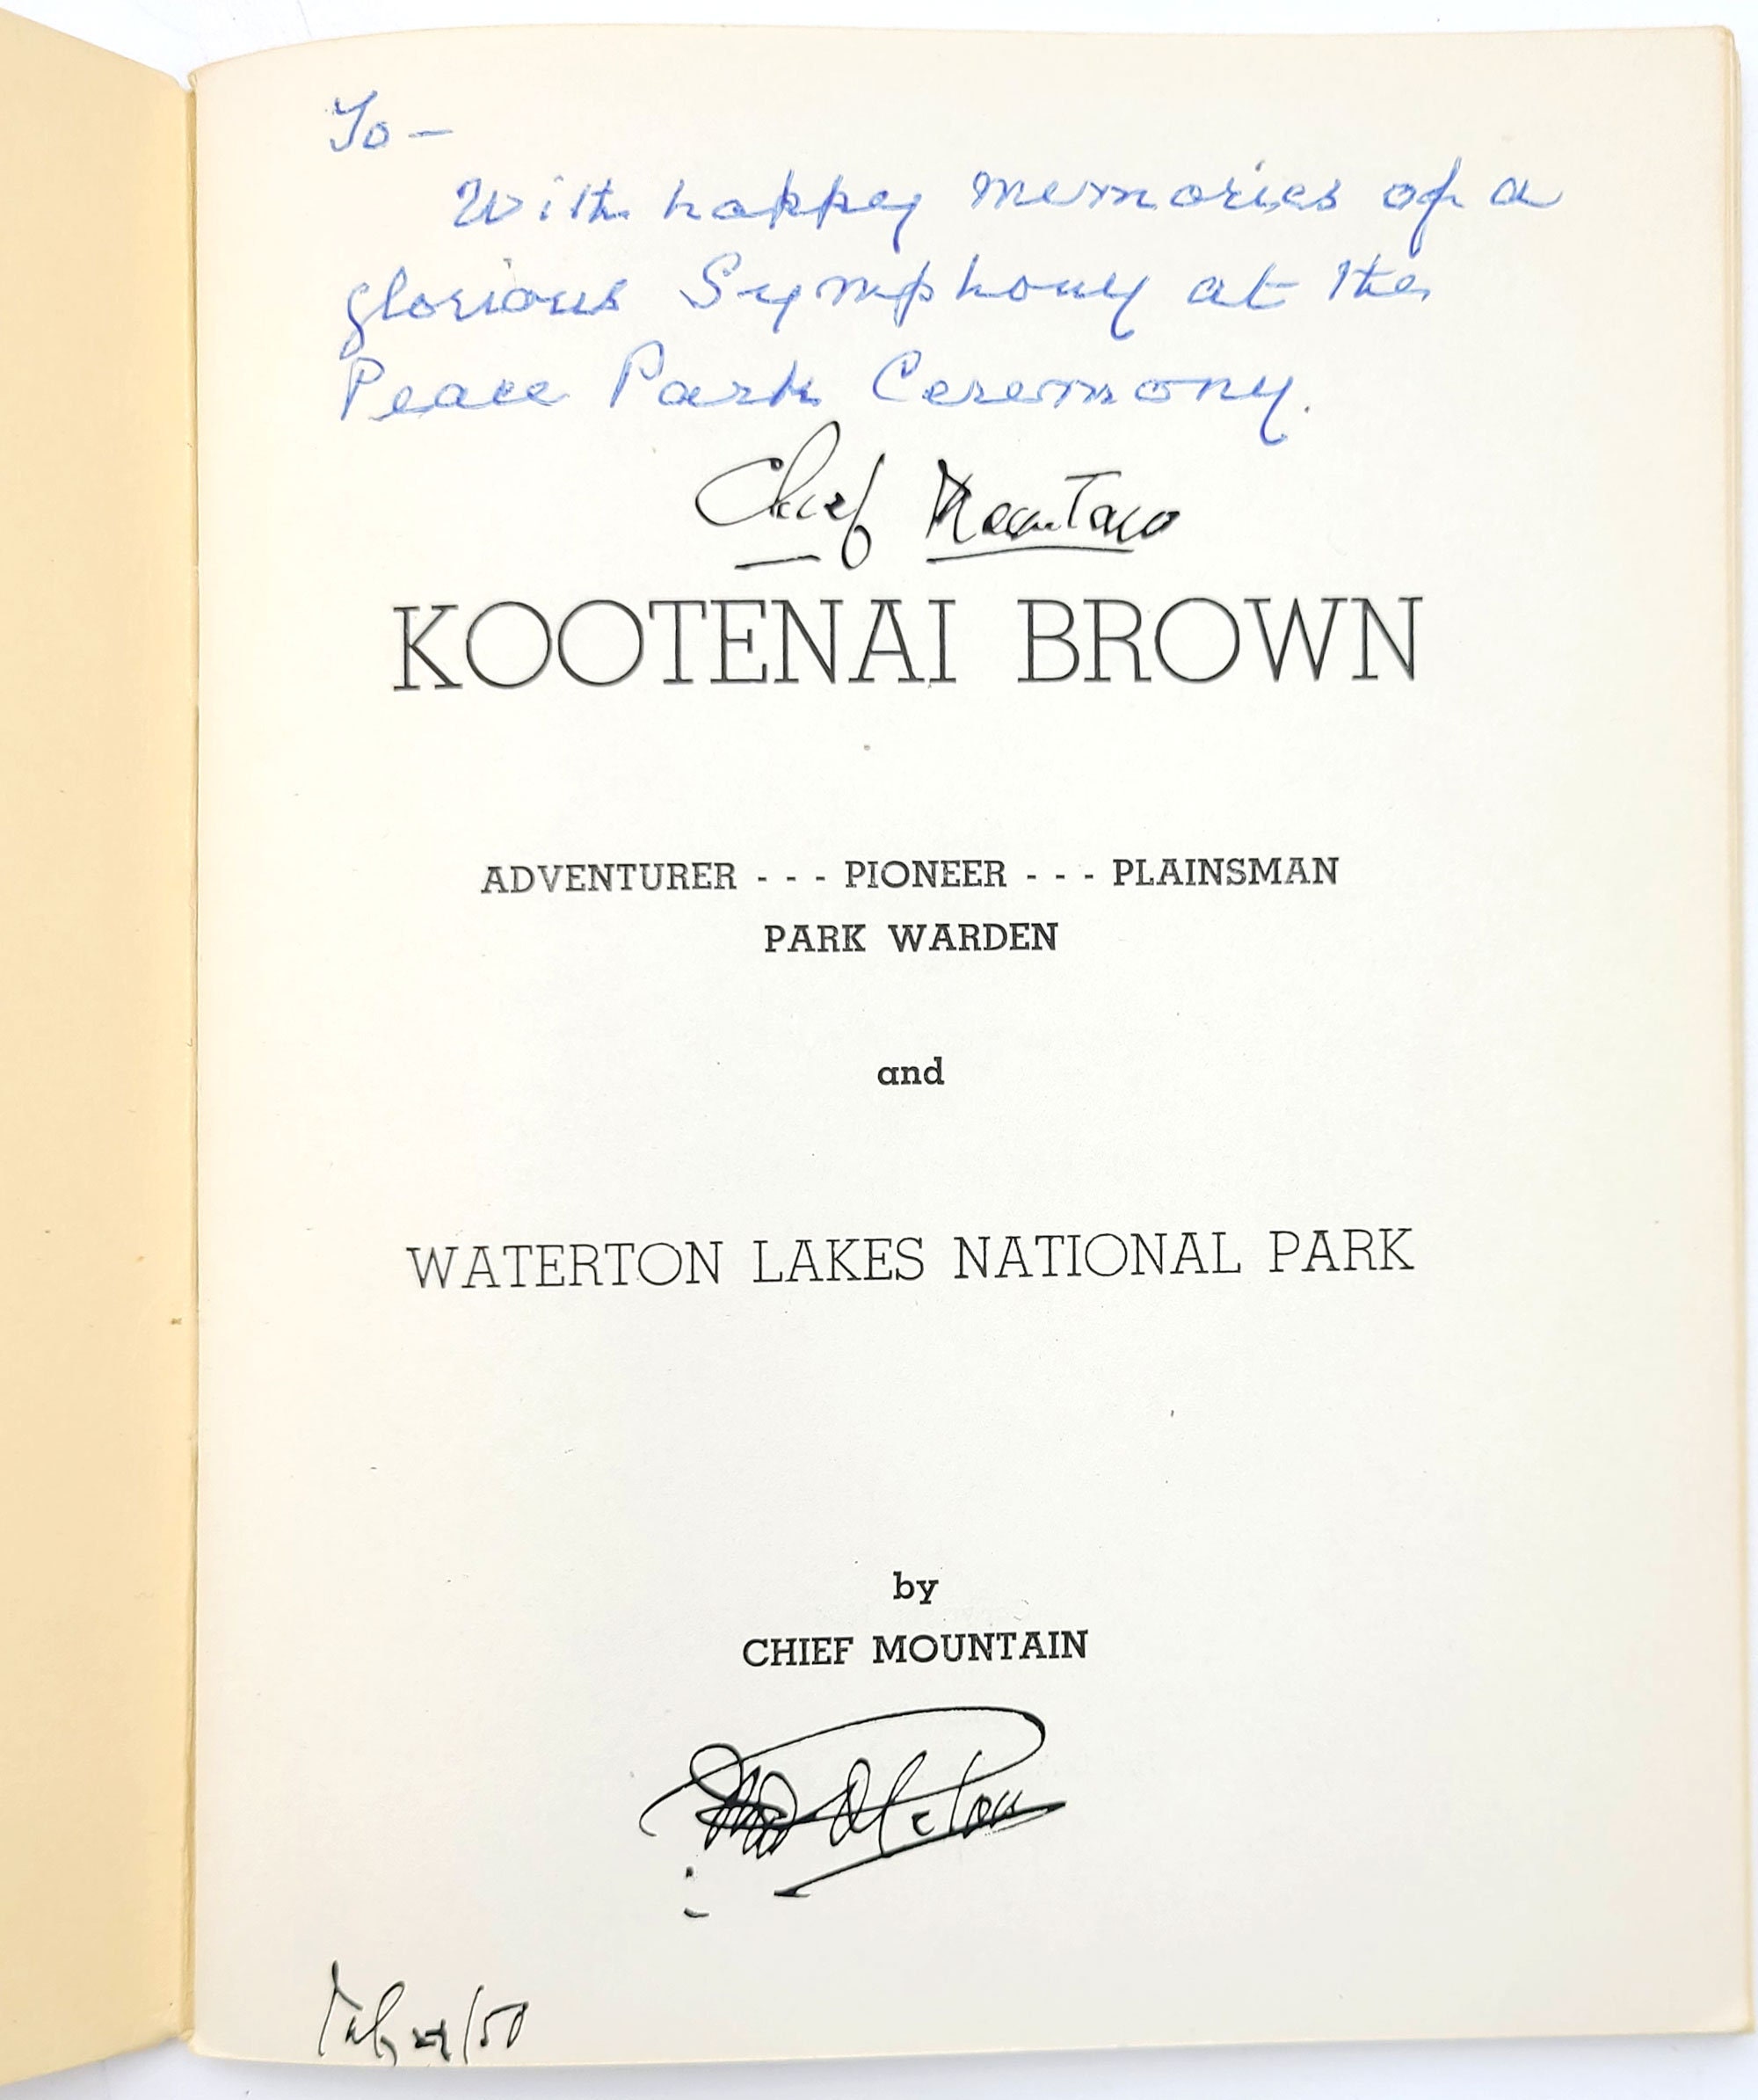 To —
With happy memories of a
glorious Symphony at the
Peace Park Ceremony.
Chief Mountain
KOOTENAI BROWN
ADVENTURER - - - PIONEER - - - PLAINSMAN
PARK WARDEN
and
WATERTON LAKES NATIONAL PARK
by
CHIEF MOUNTAIN
/50